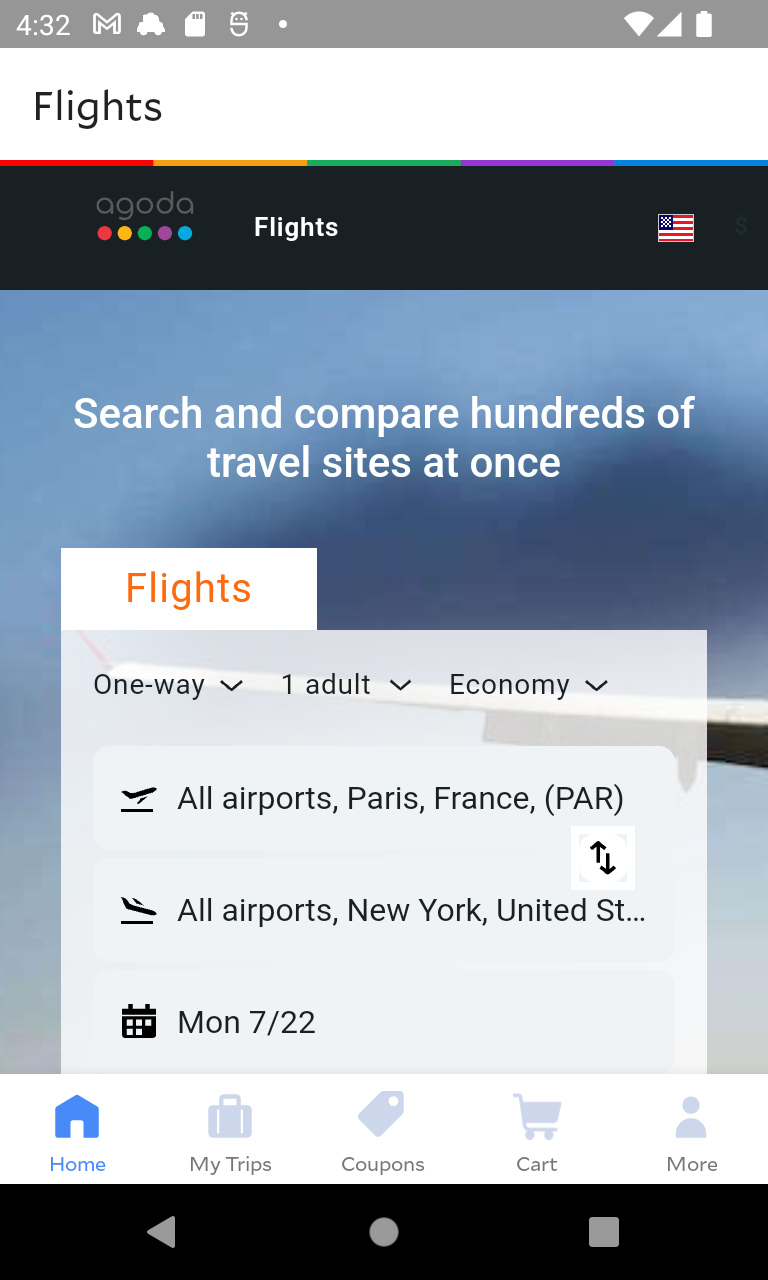 4:32
Flights
agoda
Flights
$
Search and compare hundreds of
travel sites at once
Flights
One-way
1 adult
Economy
All airports, Paris, France, (PAR)
All airports, New York, United St…
Mon 7/22
Home
My Trips
Coupons
Cart
More